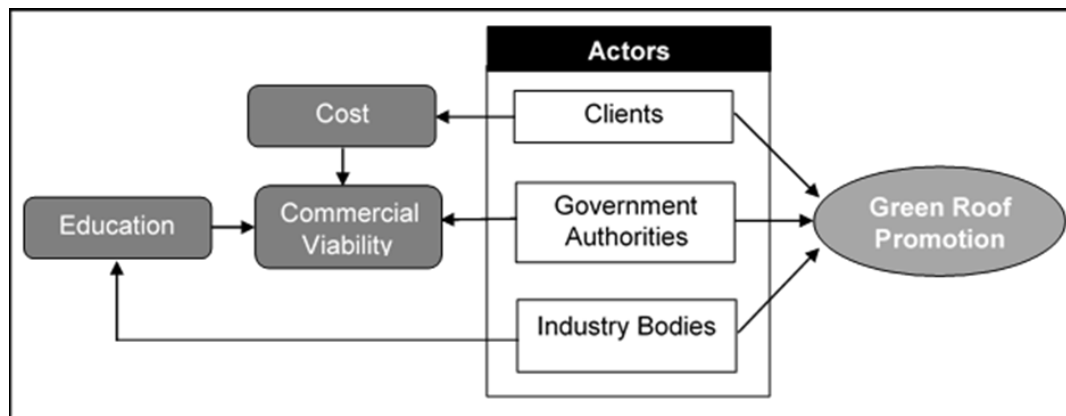 Actors
Cost
Clients
Education
Commercial
Viability
Government
Authorities
Green Roof
Promotion
Industry Bodies